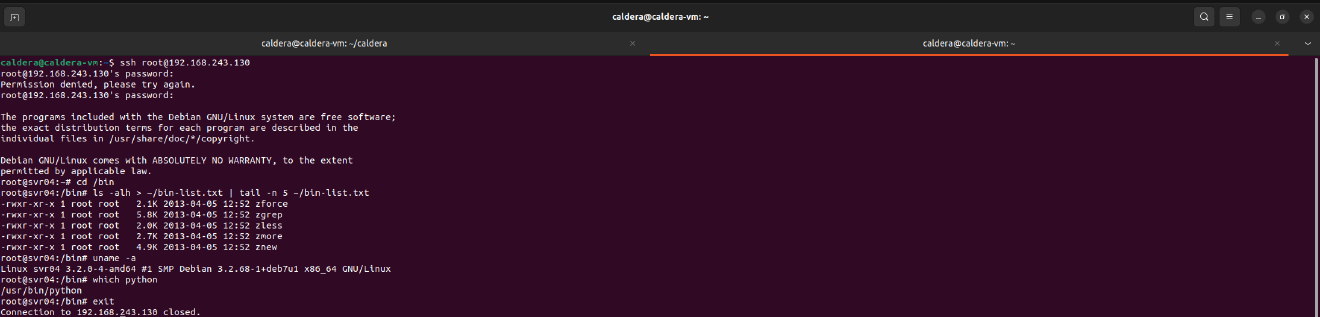 caldera@caldera-vm: ~
caldera@caldera-vm: ~/caldera
caldera@caldera-vm: ~
caldera@caldera-vm:~$ ssh root@192.168.243.130
root@192.168.243.130's password:
Permission denied, please try again.
root@192.168.243.130's password:
The programs included with the Debian GNU/Linux system are free software;
the exact distribution terms for each program are described in the
individual files in /usr/share/doc/*/copyright.
Debian GNU/Linux comes with ABSOLUTELY NO WARRANTY, to the extent
permitted by applicable law.
root@svr04:~# cd /bin
root@svr04:/bin# ls -alh > ~/bin-list.txt | tail -n 5 ~/bin-list.txt
-rwxr-xr-x 1 root root   2.1K 2013-04-05 12:52 zforce
-rwxr-xr-x 1 root root   5.8K 2013-04-05 12:52 zgrep
-rwxr-xr-x 1 root root   2.0K 2013-04-05 12:52 zless
-rwxr-xr-x 1 root root   2.7K 2013-04-05 12:52 zmore
-rwxr-xr-x 1 root root   4.9K 2013-04-05 12:52 znew
root@svr04:/bin# uname -a
Linux svr04 3.2.0-4-amd64 #1 SMP Debian 3.2.68-1+deb7u1 x86_64 GNU/Linux
root@svr04:/bin# which python
/usr/bin/python
root@svr04:/bin# exit
Connection to 192.168.243.130 closed.